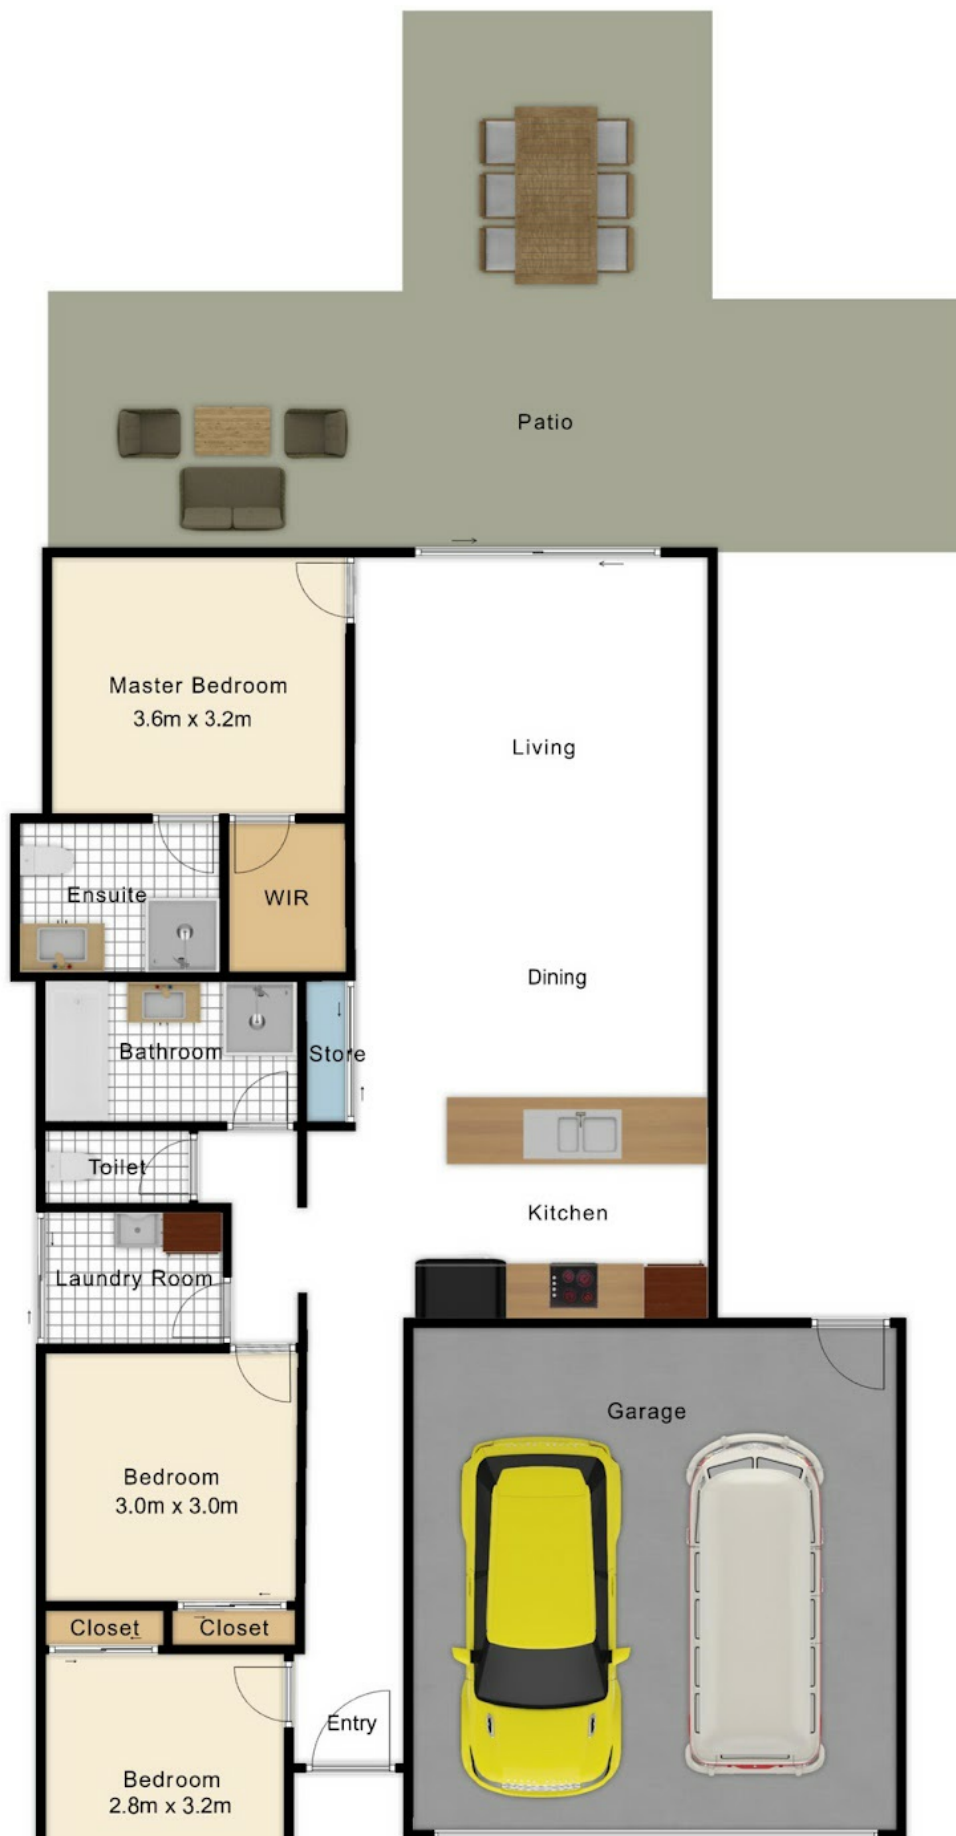 Patio
Master Bedroom
3.6m x 3.2m
Living
Ensuite
WIR
Dining
Bathroom
Store
Toilet
Kitchen
Laundry Room
Garage
Bedroom
3.0m x 3.0m
Closet
Closet
Entry
Bedroom
2.8m x 3.2m